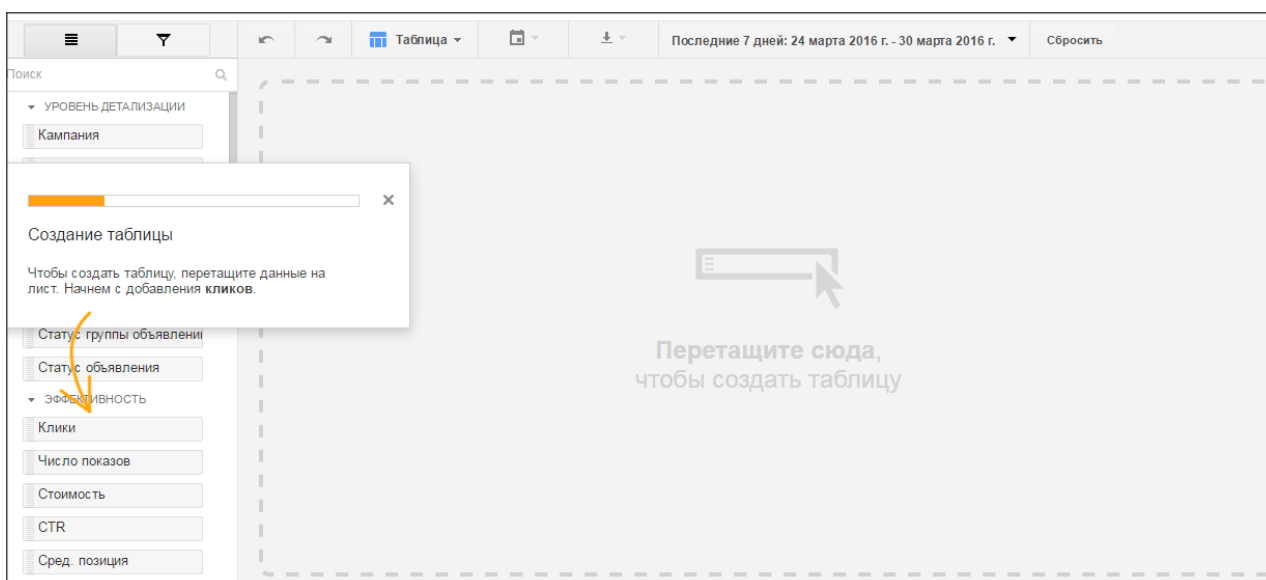 Таблица
Последние 7 дней: 24 марта 2016 г. - 30 марта 2016 г.
Сбросить
Поиск
УРОВЕНЬ ДЕТАЛИЗАЦИИ
Кампания
Создание таблицы
Чтобы создать таблицу, перетащите данные на
лист. Начнем с добавления кликов.
Статус группы объявлени
Статус объявления
ЭФФЕКТИВНОСТЬ
Клики
Число показов
Стоимость
CTR
Сред. позиция
Перетащите сюда,
чтобы создать таблицу